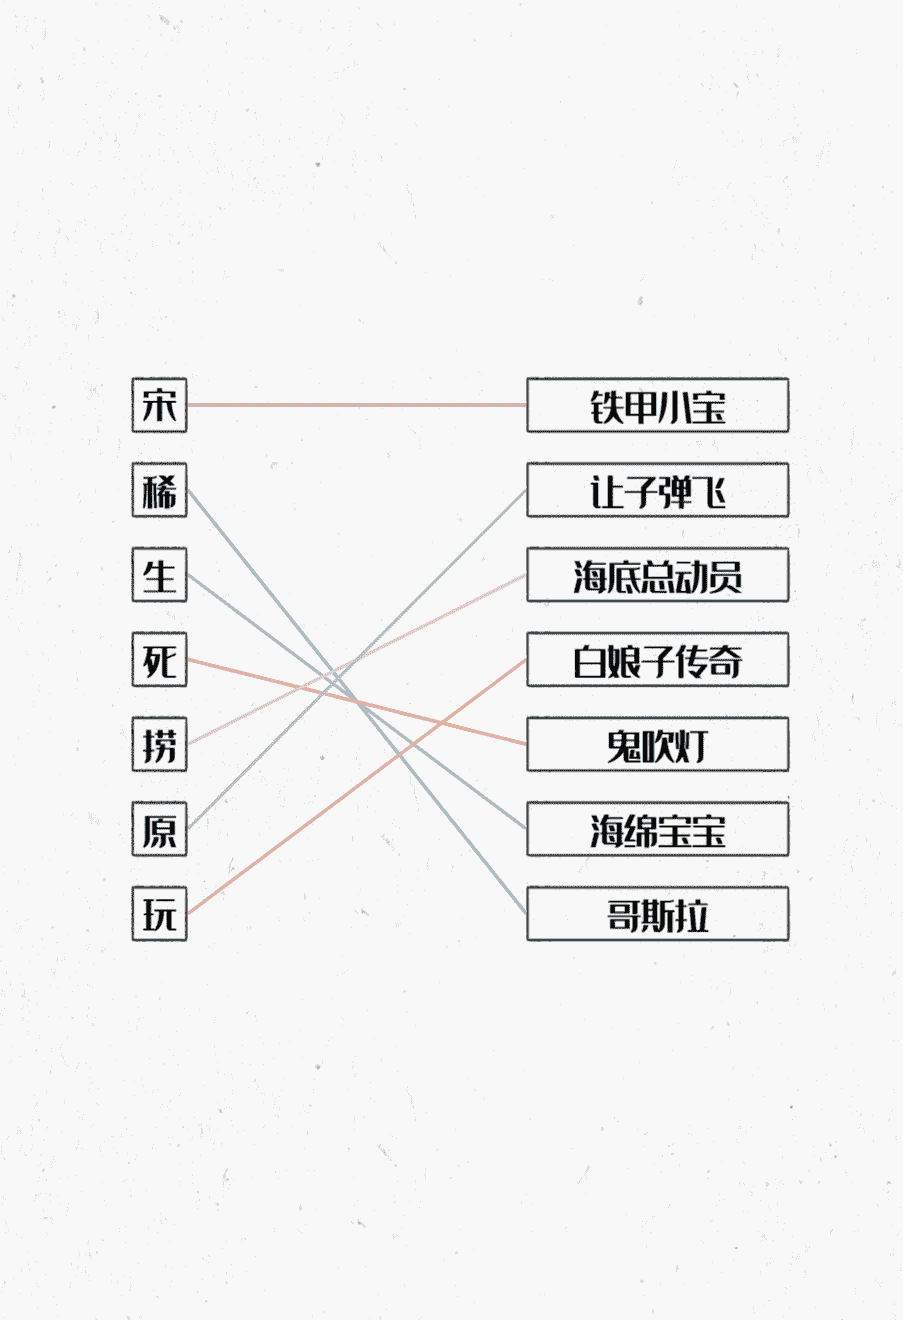 宋 铁甲小宝
稀 让子弹飞
生 海底总动员
死 白娘子传奇
捞 鬼吹灯
原 海绵宝宝
玩 哥斯拉